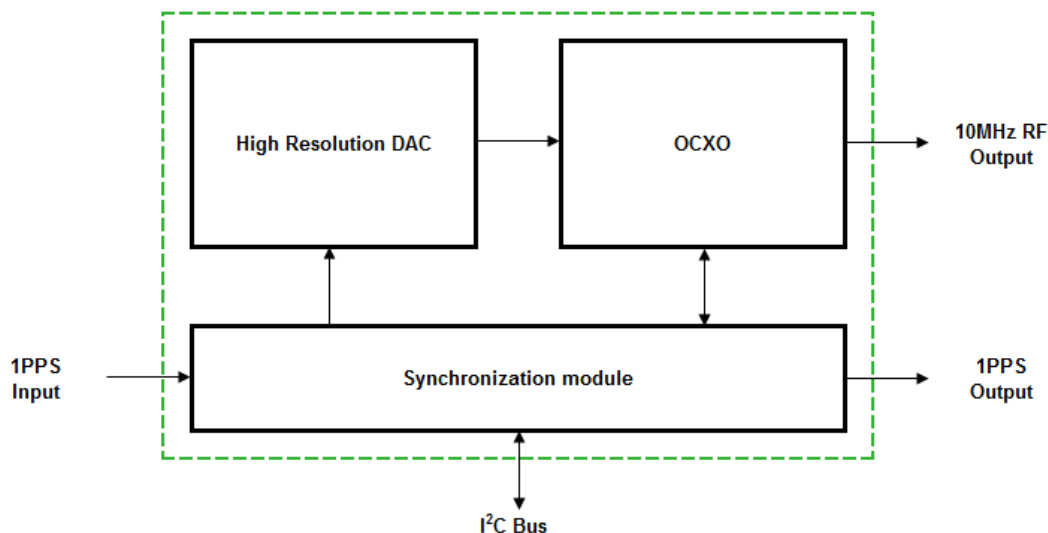 High Resolution DAC
OCXO
10MHz RF
Output
1PPS
Input
Synchronization module
1PPS
Output
I²C Bus